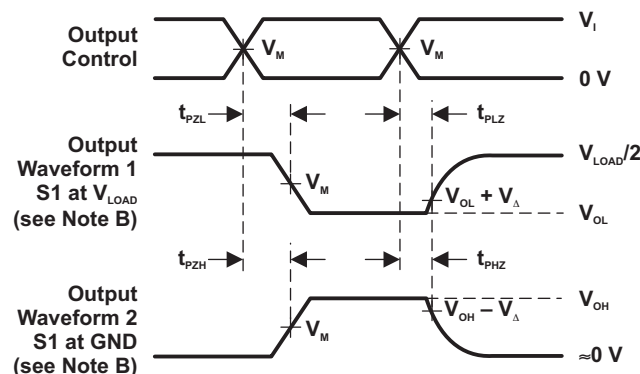 Output
Control
V_M
V_M
V_I
0 V
t_PZL
t_PLZ
Output
Waveform 1
S1 at V_LOAD
(see Note B)
V_M
V_OL + V_Δ
V_LOAD/2
V_OL
t_PZH
t_PHZ
Output
Waveform 2
S1 at GND
(see Note B)
V_M
V_OH – V_Δ
V_OH
≈0 V